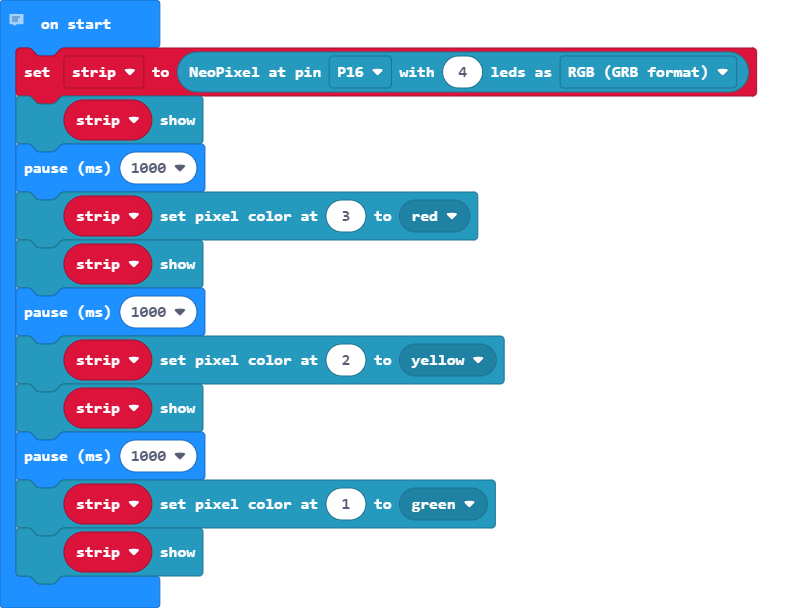 on start
set strip to NeoPixel at pin P16 with 4 leds as RGB (GRB format)
strip show
pause (ms) 1000
strip set pixel color at 3 to red
strip show
pause (ms) 1000
strip set pixel color at 2 to yellow
strip show
pause (ms) 1000
strip set pixel color at 1 to green
strip show